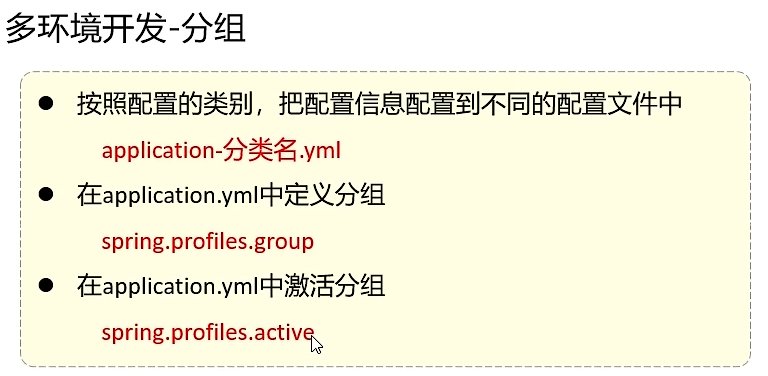 多环境开发-分组
按照配置的类别，把配置信息配置到不同的配置文件中
application-分类名.yml
在application.yml中定义分组
spring.profiles.group
在application.yml中激活分组
spring.profiles.active